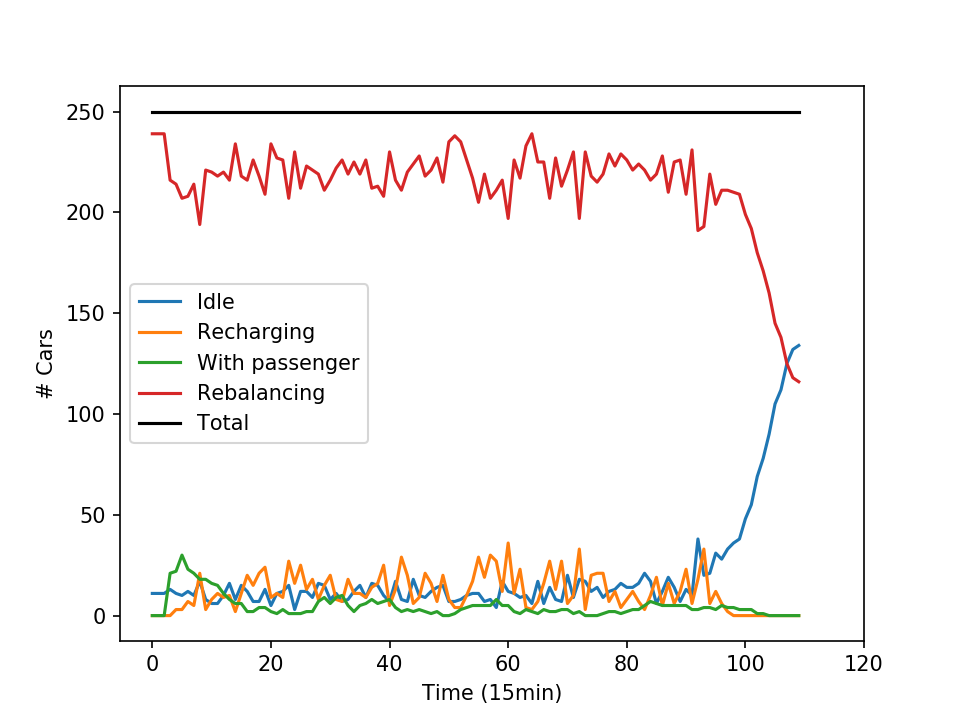 250
200
150
100
50
0
# Cars
Idle
Recharging
With passenger
Rebalancing
Total
0 20 40 60 80 100 120
Time (15min)